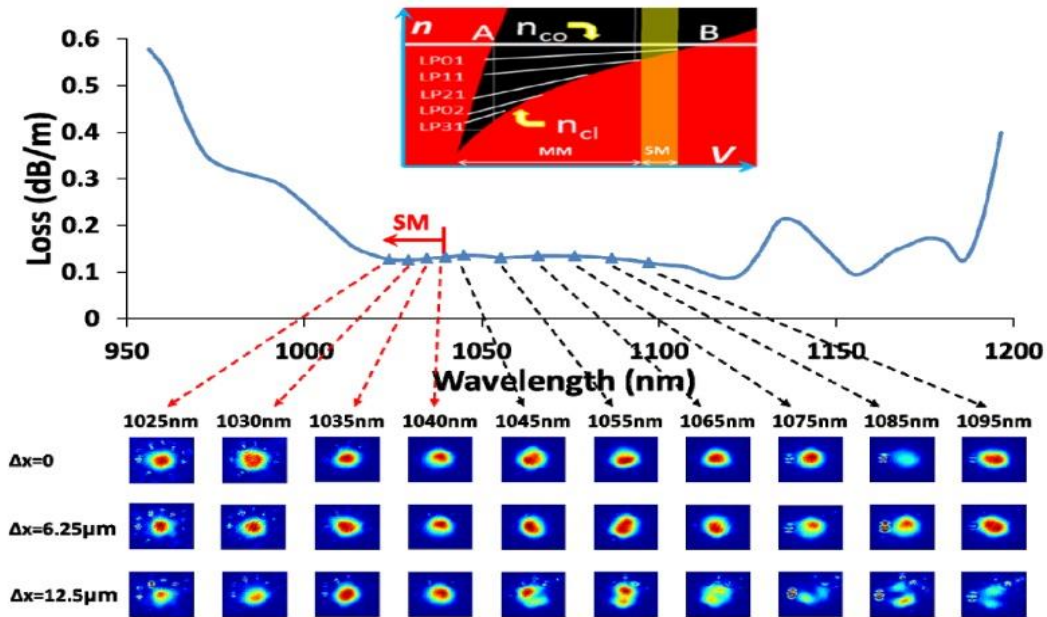 0.6
0.5
0.4
0.3
0.2
0.1
0
Loss (dB/m)
n A n_co B
LP01
LP11
LP21
LP02
LP31
n_cl
MM SM V
SM
950 1000 1050 1100 1150 1200
Wavelength (nm)
1025nm 1030nm 1035nm 1040nm 1045nm 1055nm 1065nm 1075nm 1085nm 1095nm
Δx=0
Δx=6.25μm
Δx=12.5μm